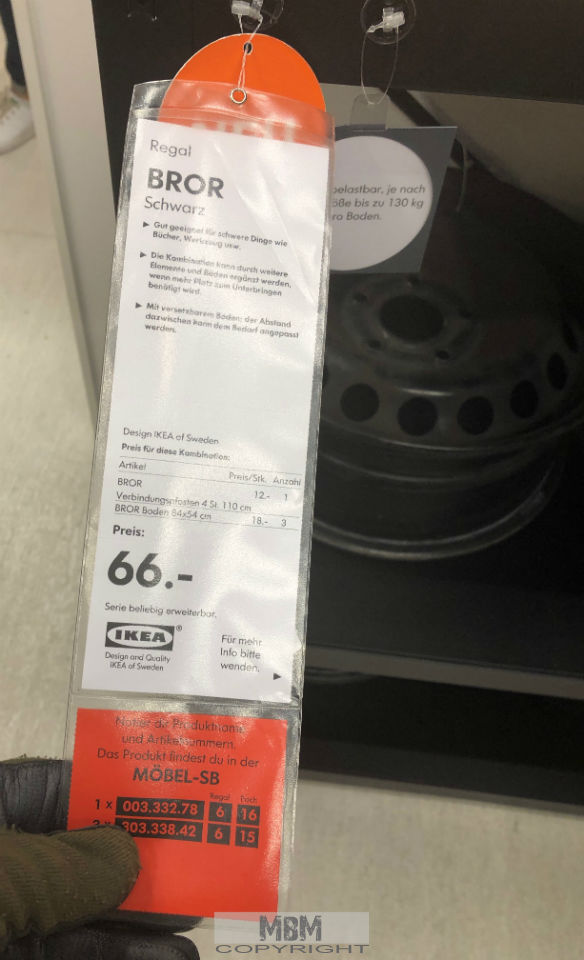 Regal
BROR
Schwarz
► Gut geeignet für schwere Dinge wie
Bücher, Werkzeug usw.
► Die Kombination kann durch weitere
Elemente und Böden ergänzt werden,
wenn mehr Platz zum Unterbringen
benötigt wird.
► Mit versetzbarem Boden; der Abstand
dazwischen kann dem Bedarf angepasst
werden.
Design IKEA of Sweden
Preis für diese Kombination:
Artikel Preis/Stk. Anzahl
BROR 12.- 1
Verbindungspfosten 4 St. 110 cm
BROR Boden 84x54 cm 18.- 3
Preis:
66.-
Serie beliebig erweiterbar.
IKEA®
Design and Quality
IKEA of Sweden
Für mehr
Info bitte
wenden. ►
Notier dir Produktname
und Artikelnummern.
Das Produkt findest du in der
MÖBEL-SB
Regal Fach
1 x 003.332.78 6 16
x 303.338.42 6 15
belastbar, je nach
öße bis zu 130 kg
ro Boden.
MBM
COPYRIGHT